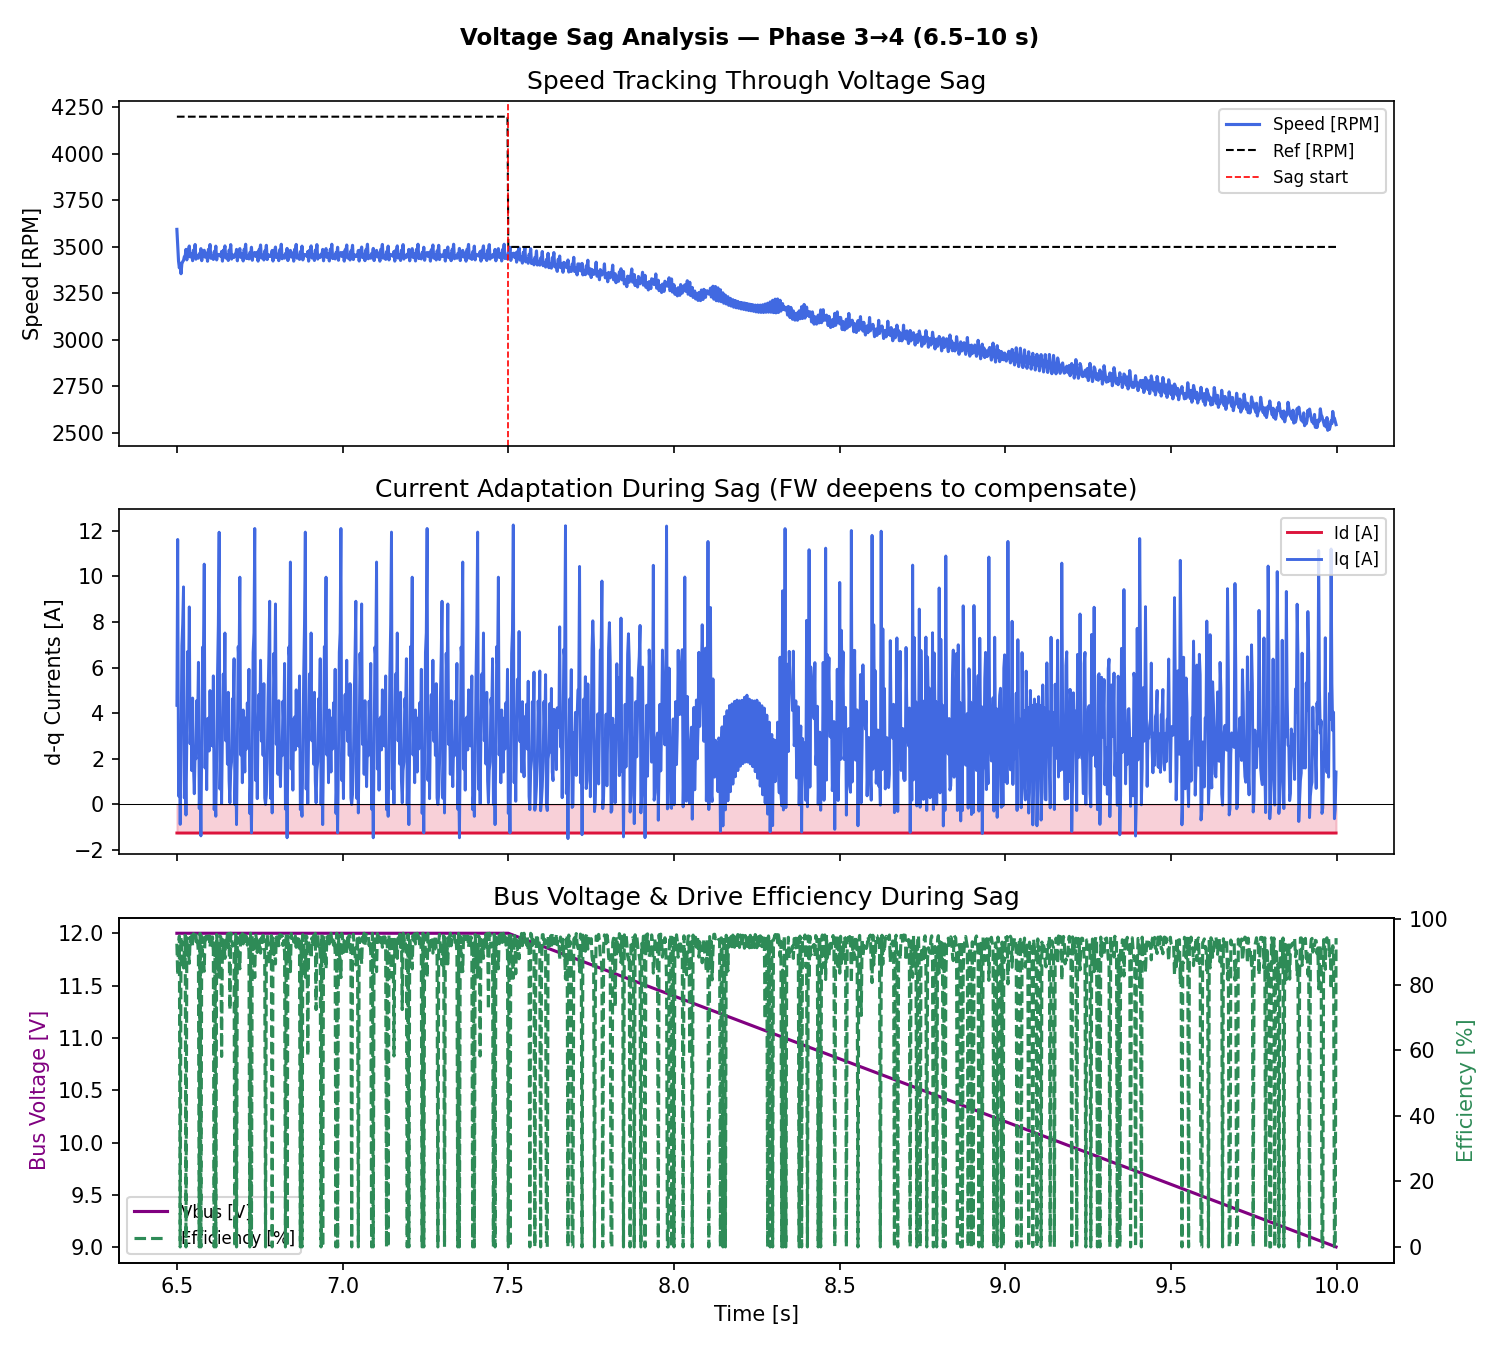 Voltage Sag Analysis — Phase 3→4 (6.5–10 s)
Speed Tracking Through Voltage Sag
4250
4000
3750
3500
3250
3000
2750
2500
Speed [RPM]
Speed [RPM]
Ref [RPM]
Sag start
Current Adaptation During Sag (FW deepens to compensate)
12
10
8
6
4
2
0
−2
d-q Currents [A]
Id [A]
Iq [A]
Bus Voltage & Drive Efficiency During Sag
12.0
11.5
11.0
10.5
10.0
9.5
9.0
Bus Voltage [V]
Vbus [V]
Efficiency [%]
100
80
60
40
20
0
Efficiency [%]
6.5 7.0 7.5 8.0 8.5 9.0 9.5 10.0
Time [s]